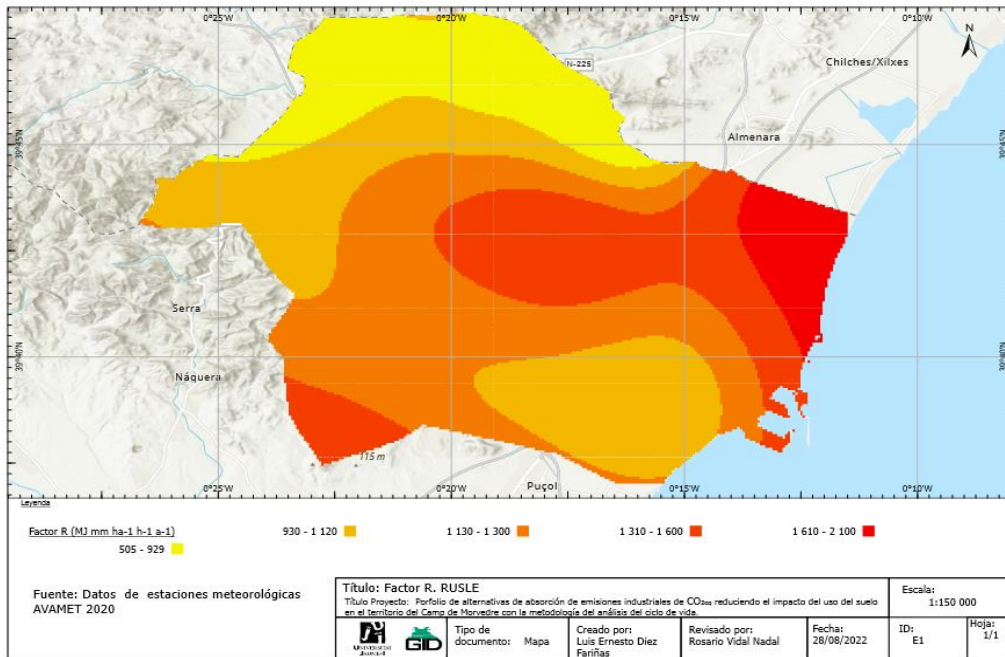 0°25'W 0°20'W 0°15'W 0°10'W
N
N-225
Chilches/Xilxes
Almenara
39°45'N 39°45'N
Serra
Náquera
39°40'N 39°40'N
115 m
Puçol
0°25'W 0°20'W 0°15'W 0°10'W
Leyenda
Factor R (MJ mm ha-1 h-1 a-1)
505 - 929
930 - 1 120
1 130 - 1 300
1 310 - 1 600
1 610 - 2 100
Fuente: Datos de estaciones meteorológicas
AVAMET 2020
Título: Factor R. RUSLE
Título Proyecto: Porfolio de alternativas de absorción de emisiones industriales de CO₂ₑq reduciendo el impacto del uso del suelo
en el territorio del Camp de Morvedre con la metodología del análisis del ciclo de vida.
Escala:
1:150 000
UNIVERSITAT
JAUME I
GID
Tipo de
documento: Mapa
Creado por:
Luis Ernesto Diez
Fariñas
Revisado por:
Rosario Vidal Nadal
Fecha:
28/08/2022
ID:
E1
Hoja:
1/1